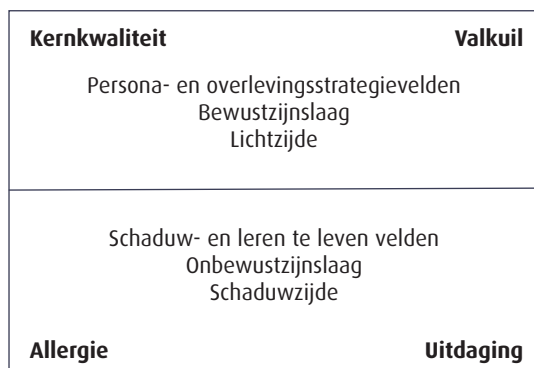 Kernkwaliteit Valkuil
Persona- en overlevingsstrategievelden
Bewustzijnslaag
Lichtzijde
Schaduw- en leren te leven velden
Onbewustzijnslaag
Schaduwzijde
Allergie Uitdaging